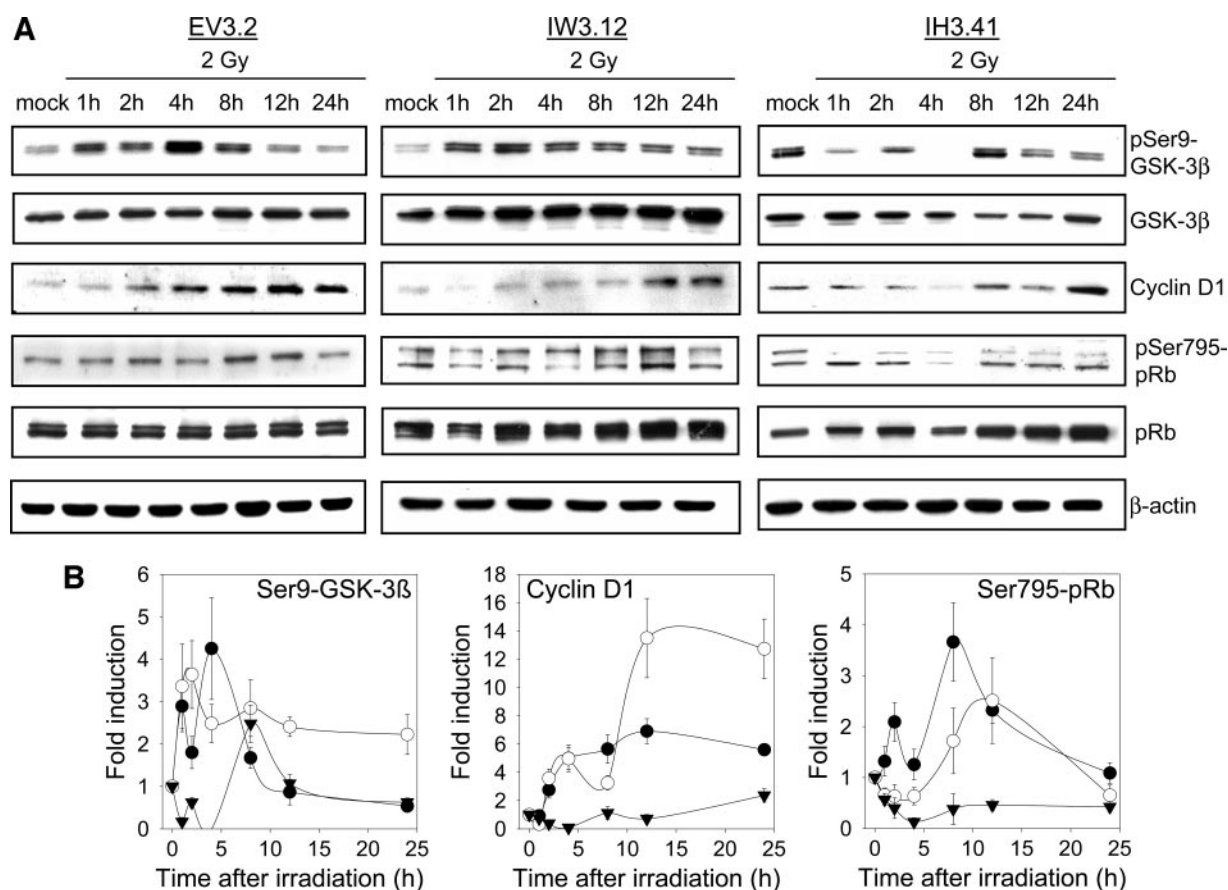 A
EV3.2 IW3.12 IH3.41
2 Gy 2 Gy 2 Gy
mock 1h 2h 4h 8h 12h 24h mock 1h 2h 4h 8h 12h 24h mock 1h 2h 4h 8h 12h 24h
pSer9-
GSK-3β
GSK-3β
Cyclin D1
pSer795-
pRb
pRb
β-actin
B
Ser9-GSK-3ß
Fold induction
6
5
4
3
2
1
0
0 5 10 15 20 25
Time after irradiation (h)
Cyclin D1
Fold induction
18
16
14
12
10
8
6
4
2
0
0 5 10 15 20 25
Time after irradiation (h)
Ser795-pRb
Fold induction
5
4
3
2
1
0
0 5 10 15 20 25
Time after irradiation (h)